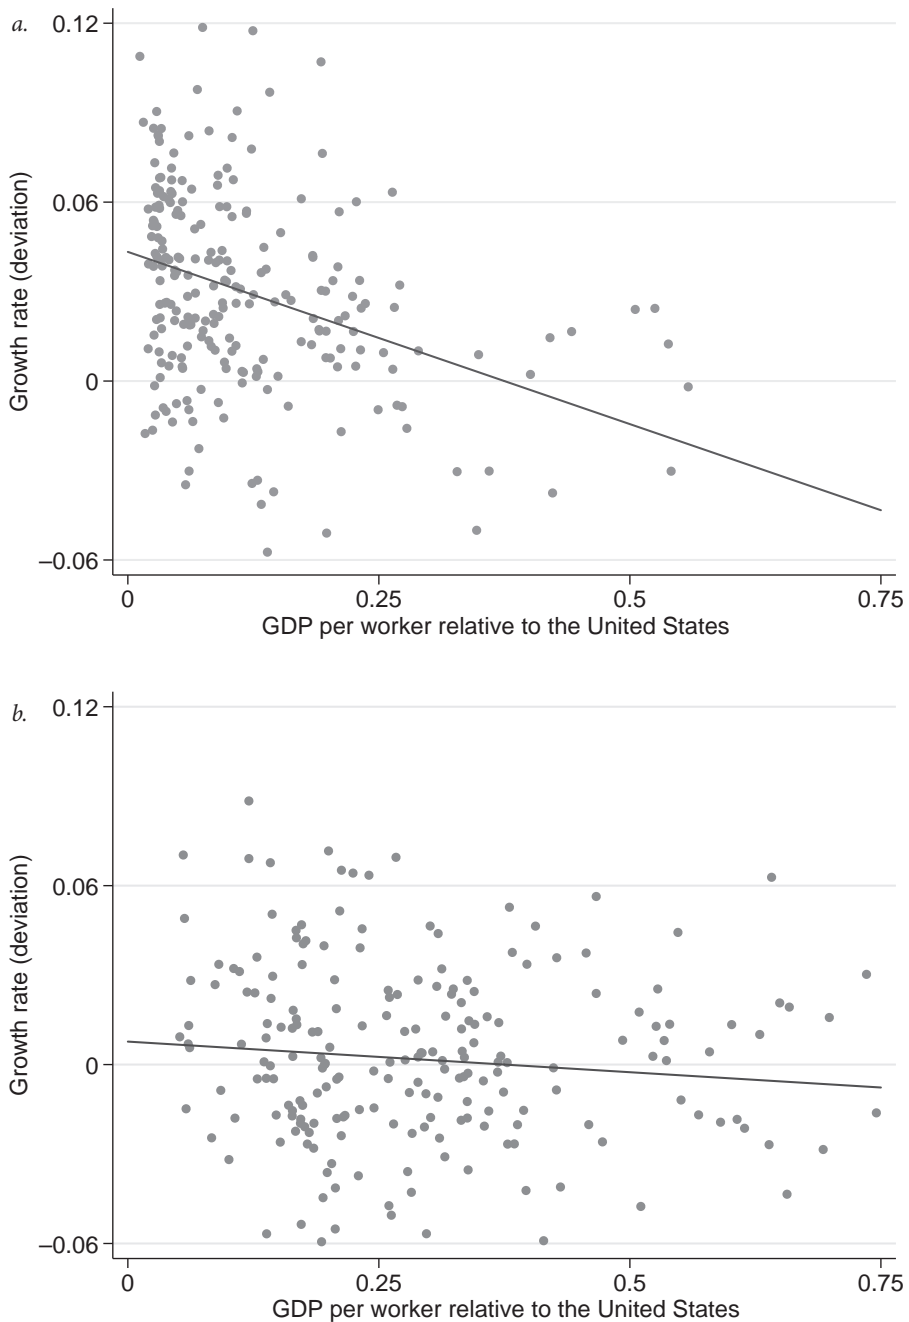 a.
0.12
0.06
0
–0.06
Growth rate (deviation)
0 0.25 0.5 0.75
GDP per worker relative to the United States
b.
0.12
0.06
0
–0.06
Growth rate (deviation)
0 0.25 0.5 0.75
GDP per worker relative to the United States